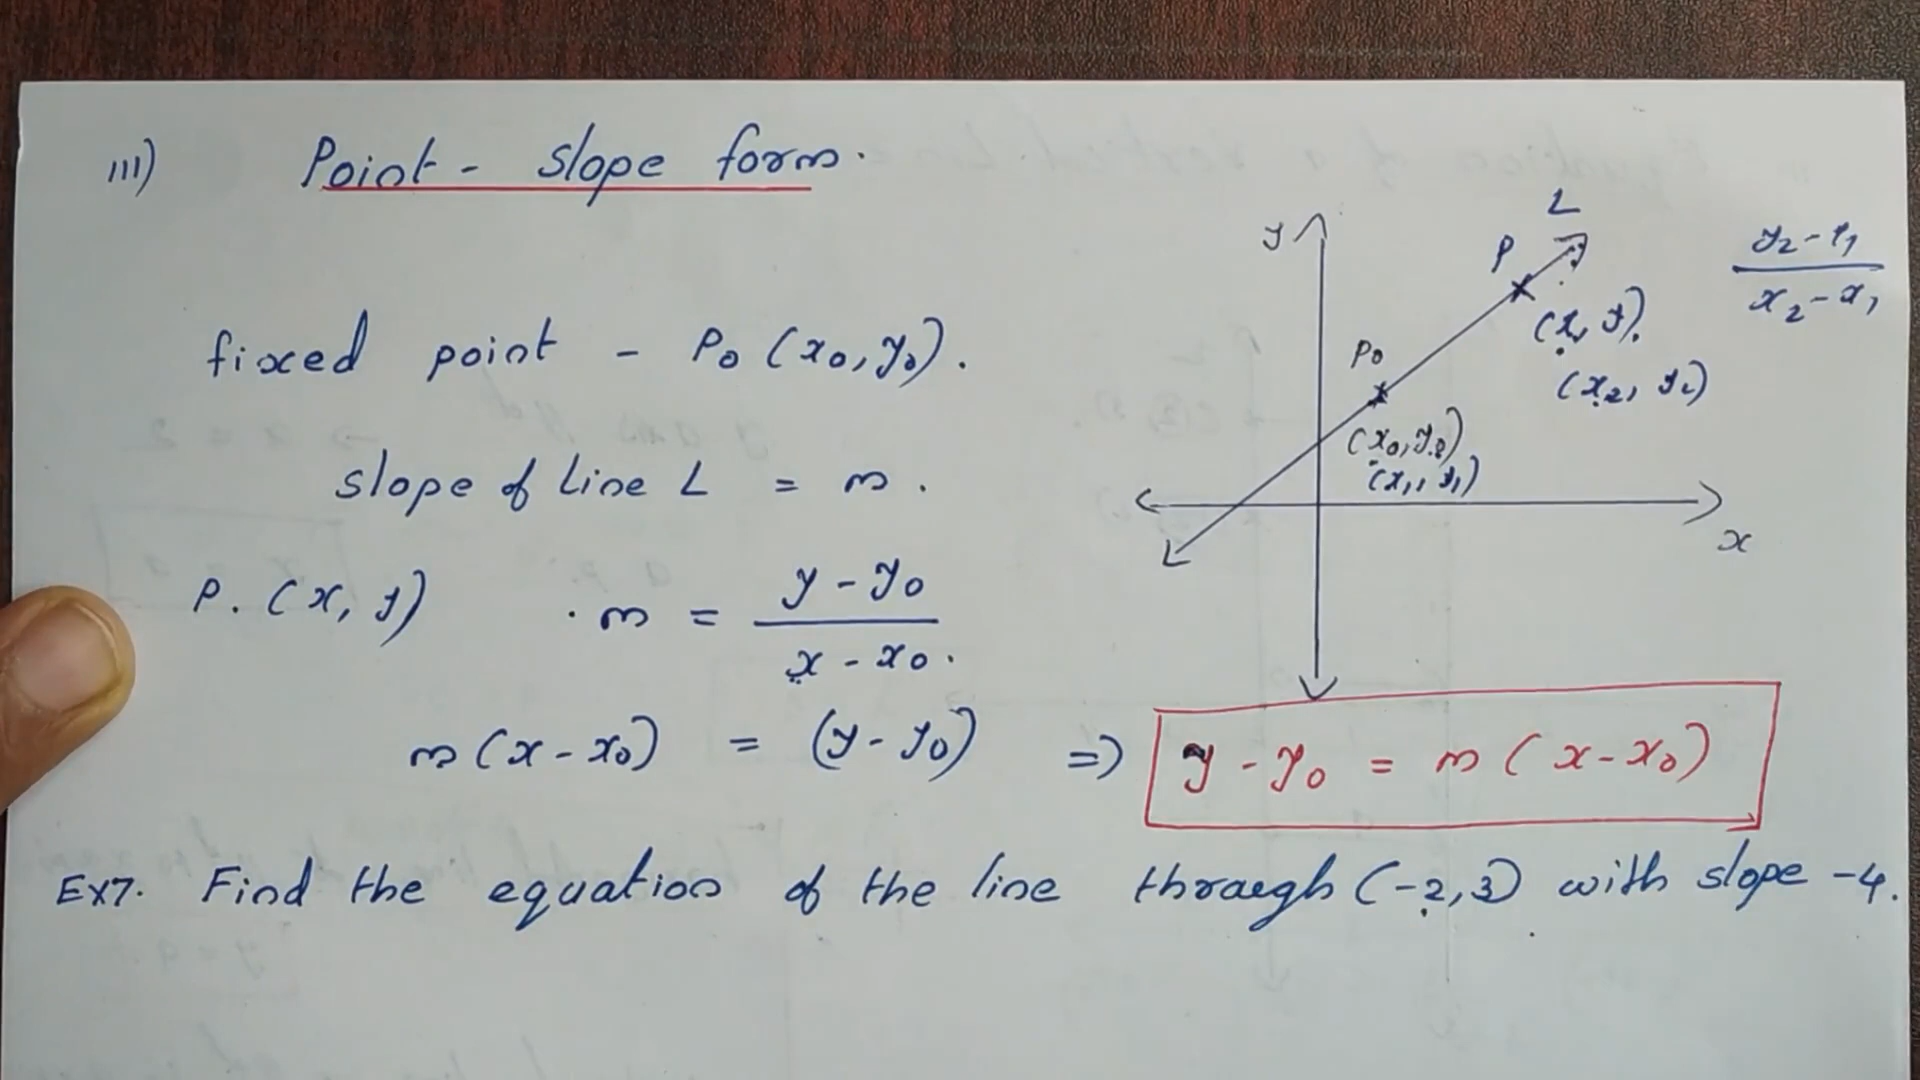 III) Point - slope form.
fixed point - P₀ (x₀, y₀).
slope of line L = m.
P. (x, y) . m = (y - y₀) / (x - x₀).
m (x - x₀) = (y - y₀) ⇒ y - y₀ = m (x - x₀)
Ex7. Find the equation of the line through (-2, 3) with slope -4.
y
L
P
(x, y).
(x₂, y₂)
P₀
(x₀, y₀)
(x₁, y₁)
x
y₂ - y₁
x₂ - x₁